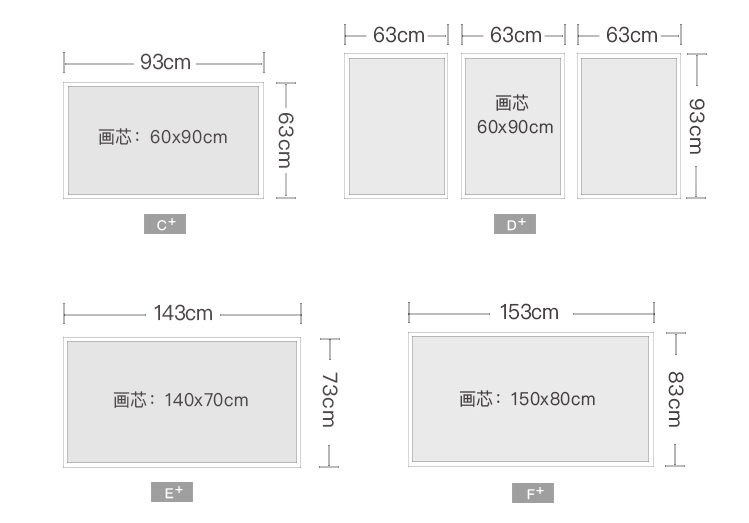 93cm
画芯：60x90cm
63cm
C+
63cm
63cm
63cm
画芯
60x90cm
93cm
D+
143cm
画芯：140x70cm
73cm
E+
153cm
画芯：150x80cm
83cm
F+